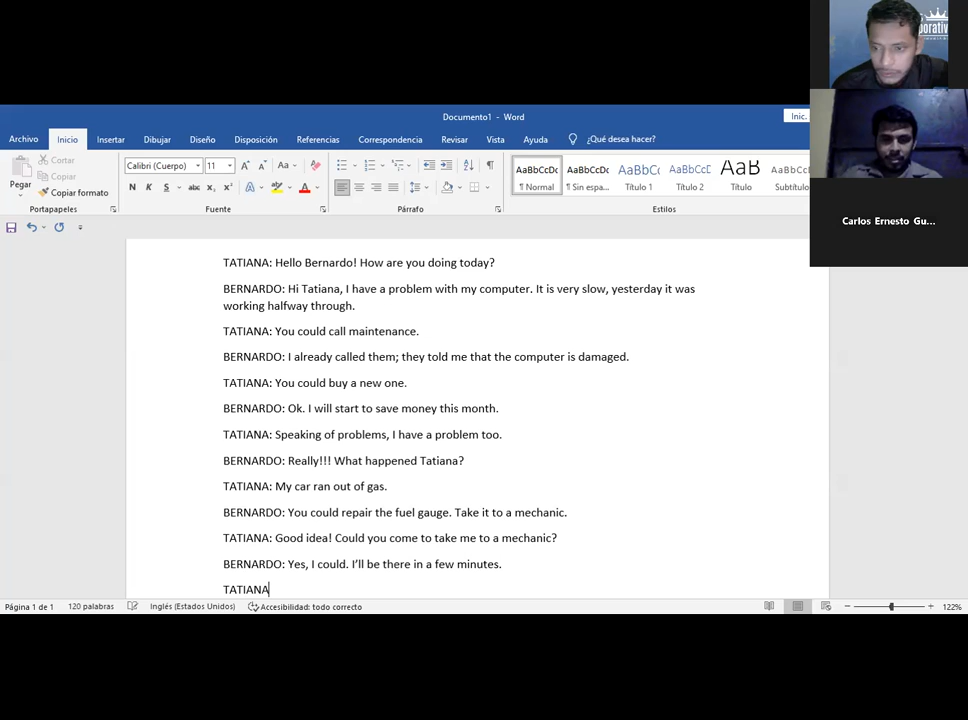 porativ
Documento1 - Word
Inic.
Archivo Inicio Insertar Dibujar Diseño Disposición Referencias Correspondencia Revisar Vista Ayuda ¿Qué desea hacer?
Pegar
Cortar
Copiar
Copiar formato
Calibri (Cuerpo) 11
N K S abc x₂ x²
AaBbCcDc AaBbCcDc AaBbC( AaBbCcC AaB AaBbCcC
¶ Normal ¶ Sin espa... Título 1 Título 2 Título Subtítulo
Portapapeles Fuente Párrafo Estilos
Carlos Ernesto Gu...
TATIANA: Hello Bernardo! How are you doing today?
BERNARDO: Hi Tatiana, I have a problem with my computer. It is very slow, yesterday it was
working halfway through.
TATIANA: You could call maintenance.
BERNARDO: I already called them; they told me that the computer is damaged.
TATIANA: You could buy a new one.
BERNARDO: Ok. I will start to save money this month.
TATIANA: Speaking of problems, I have a problem too.
BERNARDO: Really!!! What happened Tatiana?
TATIANA: My car ran out of gas.
BERNARDO: You could repair the fuel gauge. Take it to a mechanic.
TATIANA: Good idea! Could you come to take me to a mechanic?
BERNARDO: Yes, I could. I’ll be there in a few minutes.
TATIANA
Página 1 de 1 120 palabras Inglés (Estados Unidos) Accesibilidad: todo correcto 122%